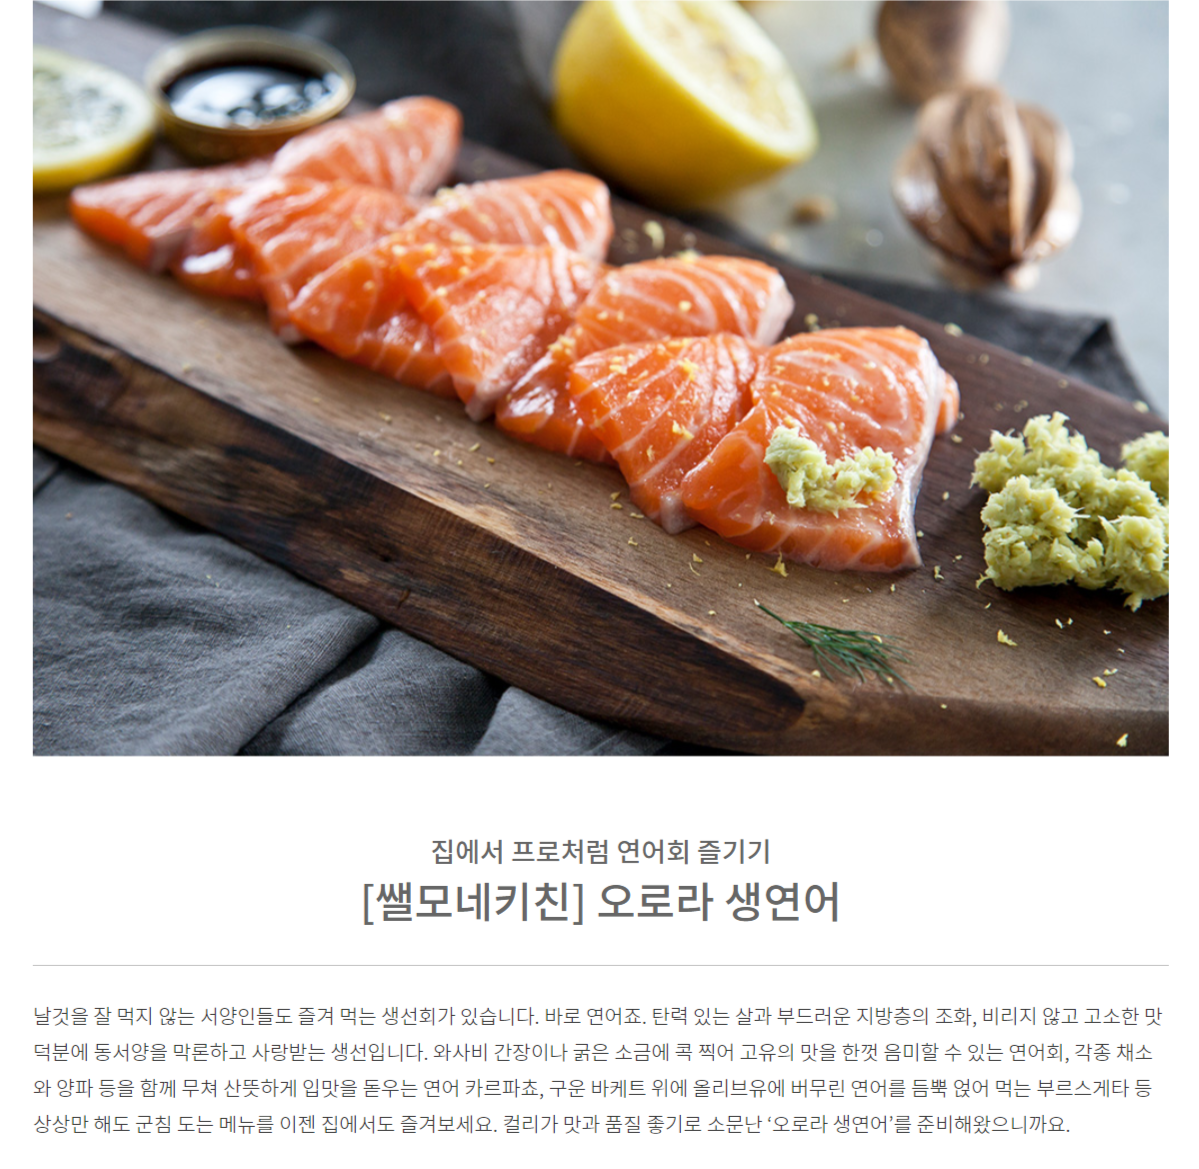 집에서 프로처럼 연어회 즐기기
[쌜모네키친] 오로라 생연어
날것을 잘 먹지 않는 서양인들도 즐겨 먹는 생선회가 있습니다. 바로 연어죠. 탄력 있는 살과 부드러운 지방층의 조화, 비리지 않고 고소한 맛
덕분에 동서양을 막론하고 사랑받는 생선입니다. 와사비 간장이나 굵은 소금에 콕 찍어 고유의 맛을 한껏 음미할 수 있는 연어회, 각종 채소
와 양파 등을 함께 무쳐 산뜻하게 입맛을 돋우는 연어 카르파쵸, 구운 바케트 위에 올리브유에 버무린 연어를 듬뿍 얹어 먹는 부르스게타 등
상상만 해도 군침 도는 메뉴를 이젠 집에서도 즐겨보세요. 컬리가 맛과 품질 좋기로 소문난 ‘오로라 생연어’를 준비해왔으니까요.